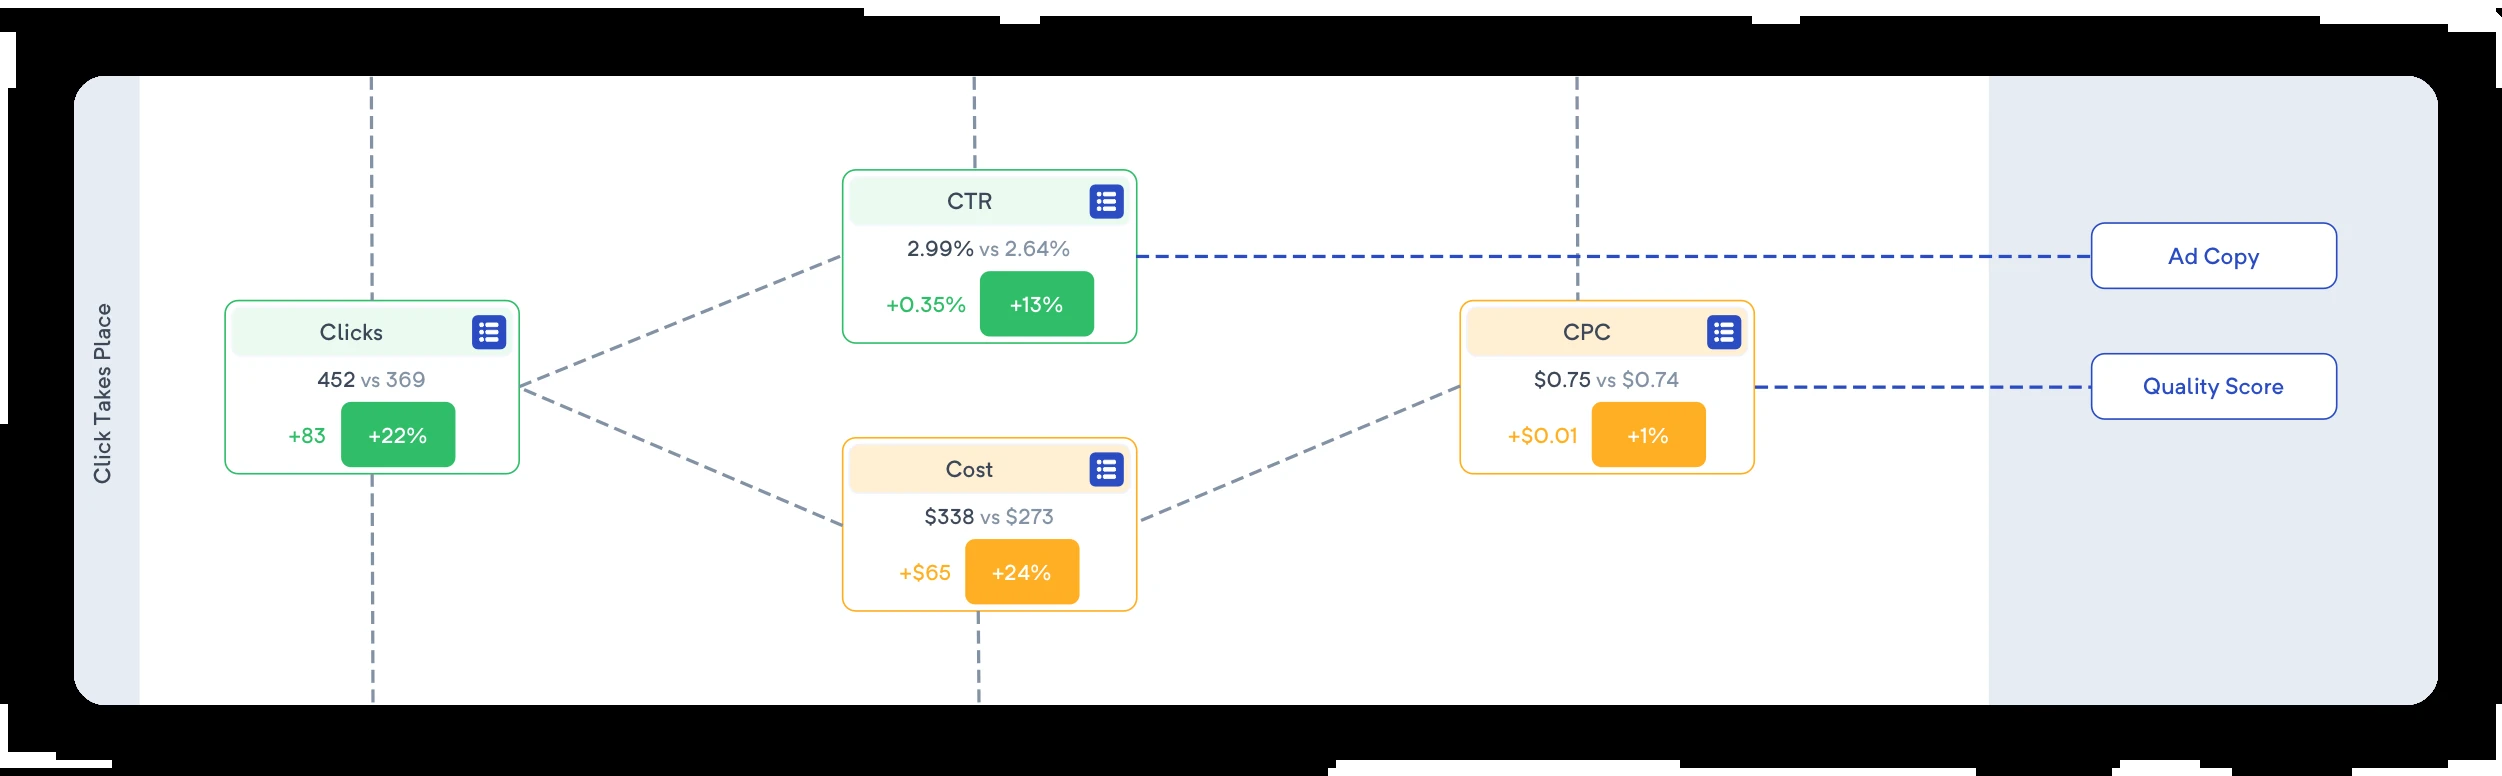 Click Takes Place
Clicks
452 vs 369
+83 +22%
CTR
2.99% vs 2.64%
+0.35% +13%
Cost
$338 vs $273
+$65 +24%
CPC
$0.75 vs $0.74
+$0.01 +1%
Ad Copy
Quality Score